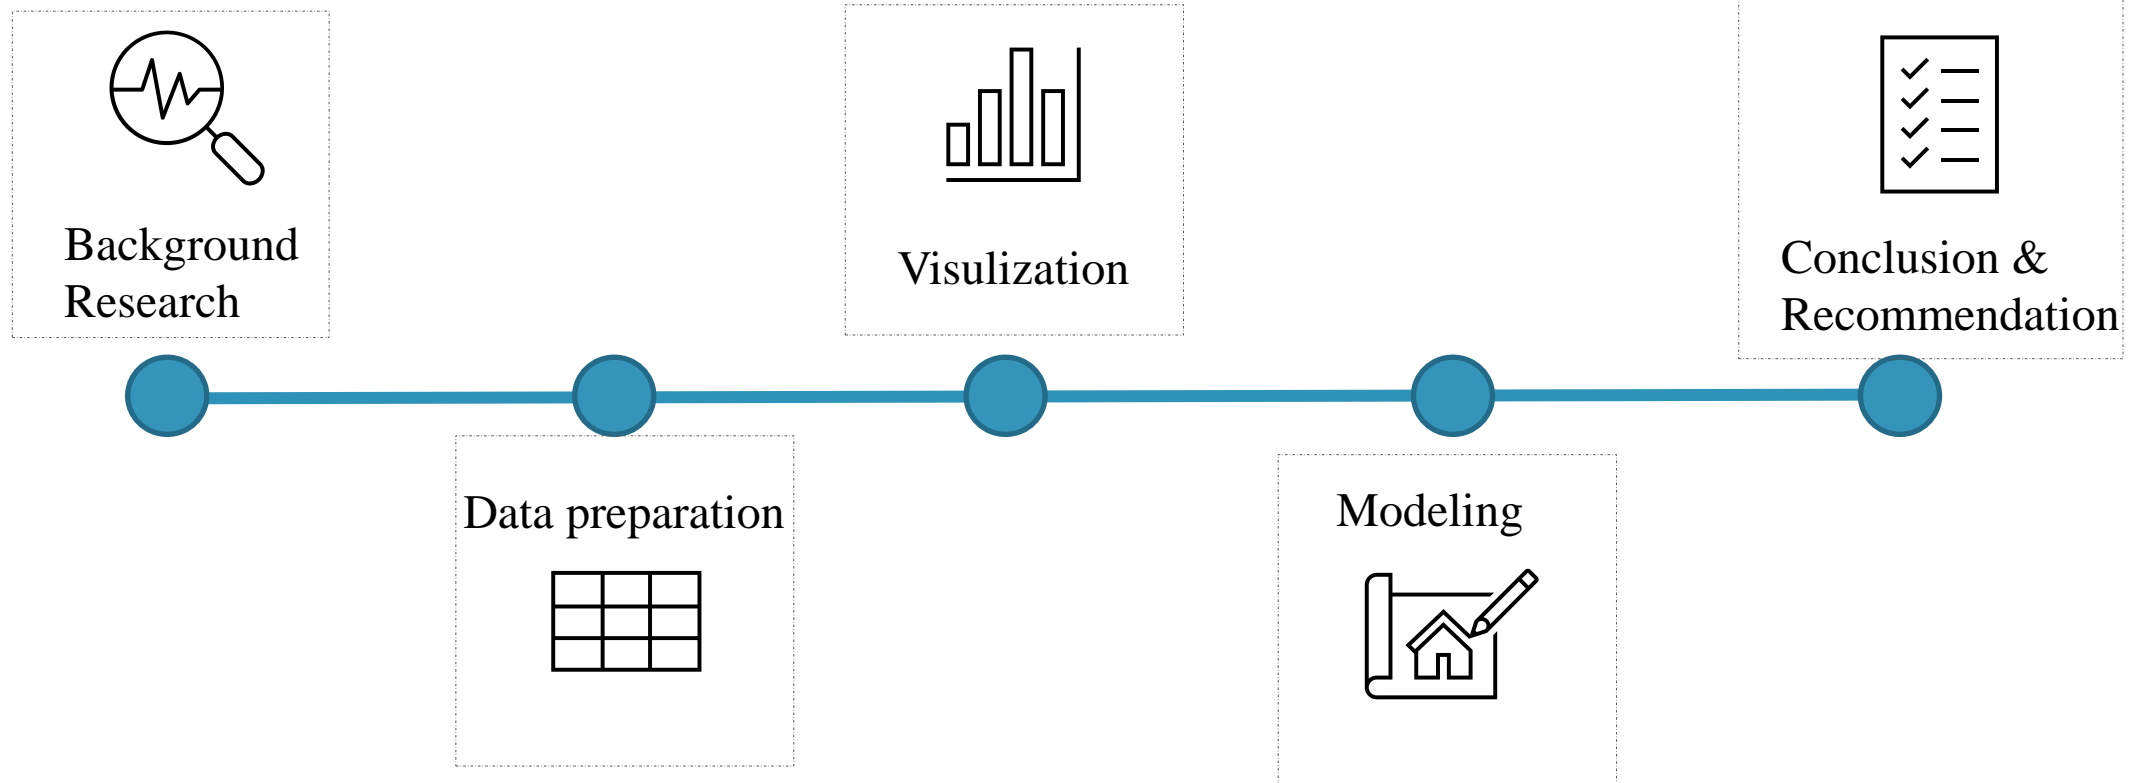 Background
Research
Data preparation
Visulization
Modeling
Conclusion &
Recommendation